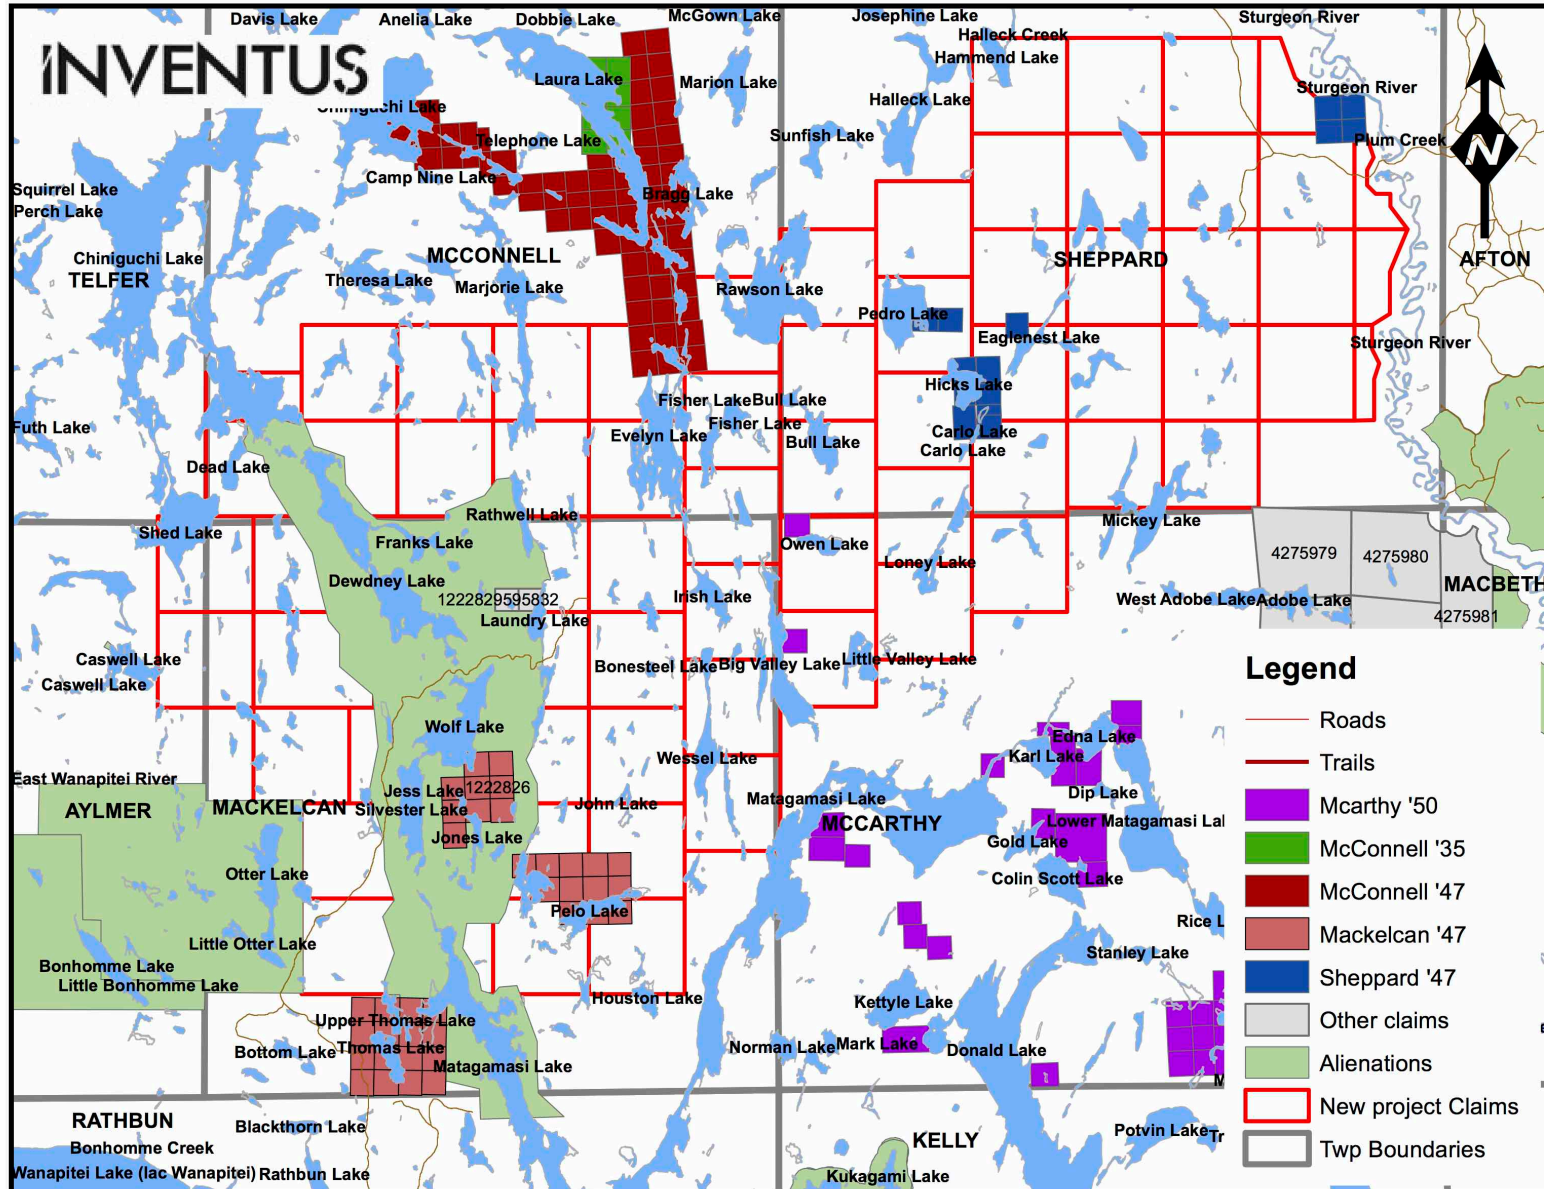 INVENTUS
Davis Lake
Anelia Lake
Dobbie Lake
McGown Lake
Josephine Lake
Sturgeon River
Halleck Creek
Hammend Lake
Laura Lake
Marion Lake
Sturgeon River
Halleck Lake
Chiniguchi Lake
Sunfish Lake
Telephone Lake
Plum Creek
N
Camp Nine Lake
Squirrel Lake
Bragg Lake
Perch Lake
MCCONNELL
Chiniguchi Lake
SHEPPARD
AFTON
TELFER
Theresa Lake
Marjorie Lake
Rawson Lake
Pedro Lake
Eaglenest Lake
Sturgeon River
Hicks Lake
Fisher Lake
Bull Lake
Futh Lake
Evelyn Lake
Fisher Lake
Bull Lake
Carlo Lake
Carlo Lake
Dead Lake
Rathwell Lake
Mickey Lake
Shed Lake
Franks Lake
Owen Lake
4275979
4275980
Loney Lake
Dewdney Lake
MACBETH
1222829595832
Irish Lake
West Adobe Lake
Adobe Lake
Laundry Lake
4275981
Caswell Lake
Bonesteel Lake
Big Valley Lake
Little Valley Lake
Caswell Lake
Wolf Lake
Edna Lake
Wessel Lake
Karl Lake
East Wanapitei River
Jess Lake
1222826
Dip Lake
AYLMER
MACKELCAN
Silvester Lake
John Lake
Matagamasi Lake
MCCARTHY
Lower Matagamasi Lal
Jones Lake
Gold Lake
Otter Lake
Colin Scott Lake
Pelo Lake
Rice L
Little Otter Lake
Stanley Lake
Bonhomme Lake
Little Bonhomme Lake
Houston Lake
Kettyle Lake
Upper Thomas Lake
Bottom Lake
Thomas Lake
Norman Lake
Mark Lake
Donald Lake
Matagamasi Lake
M
RATHBUN
Blackthorn Lake
Potvin Lake
Tr
Bonhomme Creek
KELLY
Wanapitei Lake (lac Wanapitei)
Rathbun Lake
Kukagami Lake
Legend
Roads
Trails
Mcarthy '50
McConnell '35
McConnell '47
Mackelcan '47
Sheppard '47
Other claims
Alienations
New project Claims
Twp Boundaries